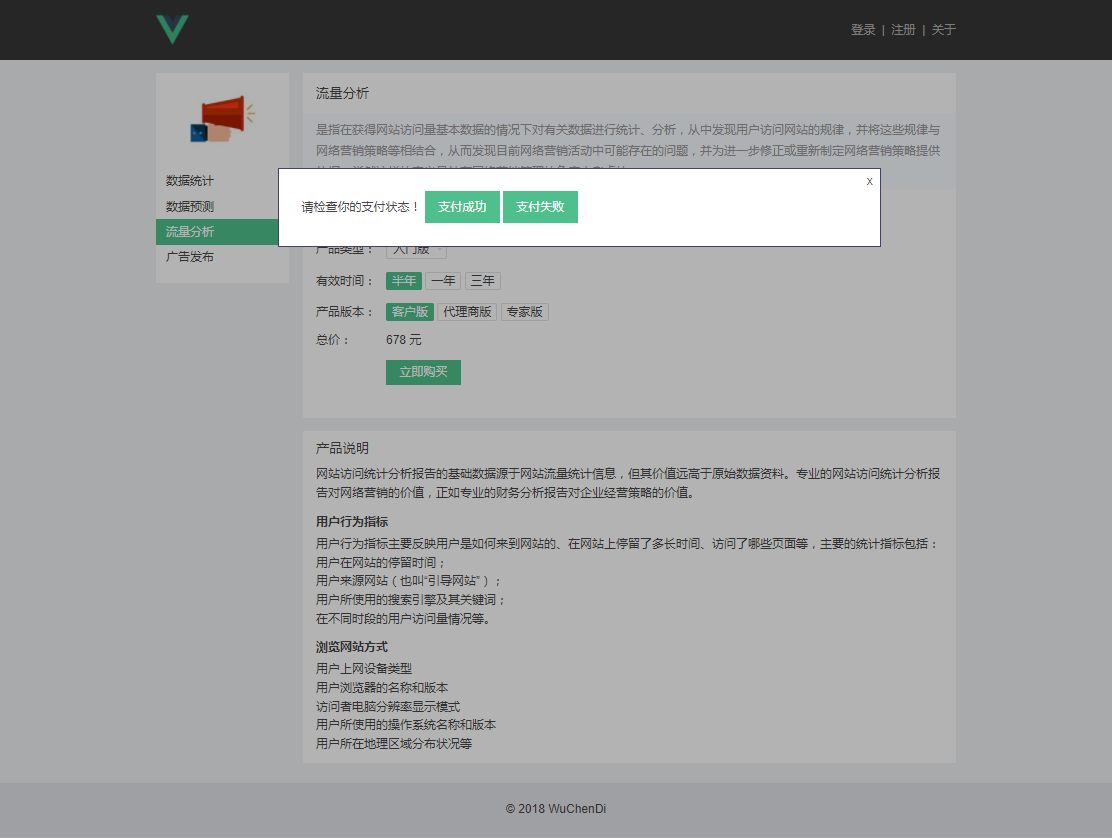 登录 | 注册 | 关于
数据统计
数据预测
流量分析
广告发布
流量分析
是指在获得网站访问量基本数据的情况下对有关数据进行统计、分析，从中发现用户访问网站的规律，并将这些规律与
网络营销策略等相结合，从而发现目前网络营销活动中可能存在的问题，并为进一步修正或重新制定网络营销策略提供
x
请检查你的支付状态！ 支付成功 支付失败
产品类型： 入门版
有效时间： 半年 一年 三年
产品版本： 客户版 代理商版 专家版
总价： 678 元
立即购买
产品说明
网站访问统计分析报告的基础数据源于网站流量统计信息，但其价值远高于原始数据资料。专业的网站访问统计分析报
告对网络营销的价值，正如专业的财务分析报告对企业经营策略的价值。
用户行为指标
用户行为指标主要反映用户是如何来到网站的、在网站上停留了多长时间、访问了哪些页面等，主要的统计指标包括：
用户在网站的停留时间；
用户来源网站（也叫“引导网站”）；
用户所使用的搜索引擎及其关键词；
在不同时段的用户访问量情况等。
浏览网站方式
用户上网设备类型
用户浏览器的名称和版本
访问者电脑分辨率显示模式
用户所使用的操作系统名称和版本
用户所在地理区域分布状况等
© 2018 WuChenDi